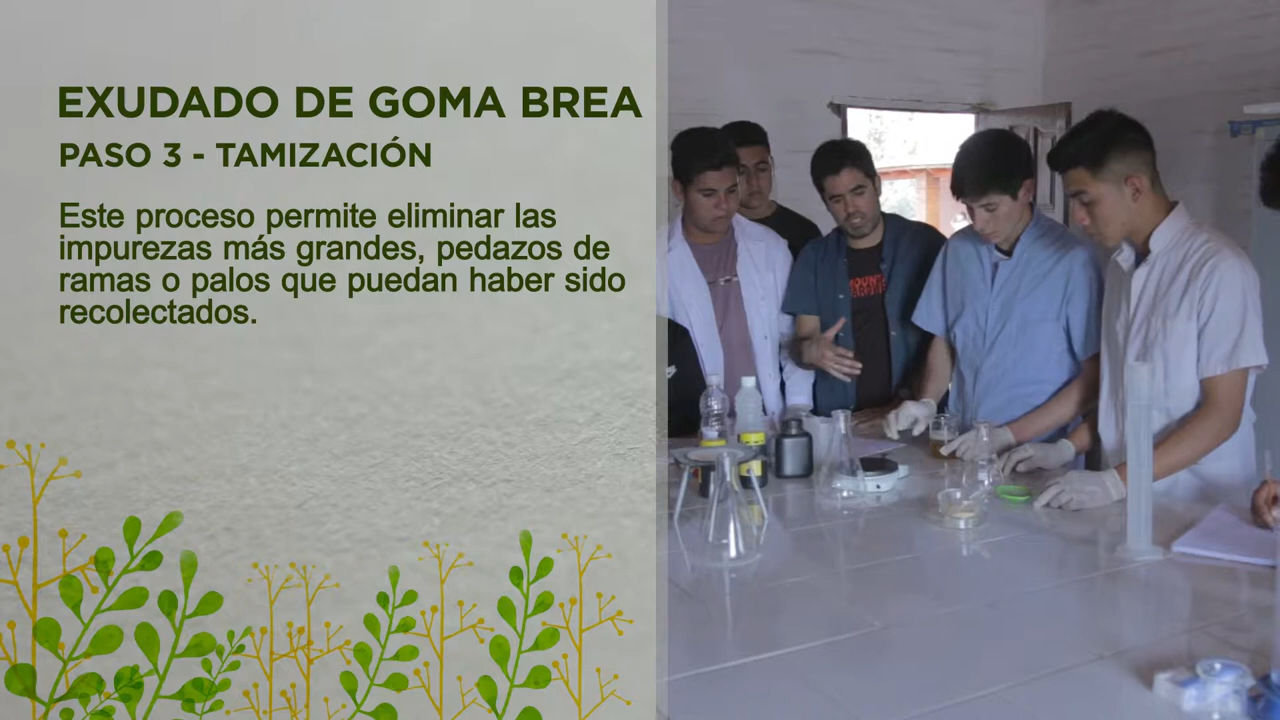 EXUDADO DE GOMA BREA
PASO 3 - TAMIZACIÓN
Este proceso permite eliminar las
impurezas más grandes, pedazos de
ramas o palos que puedan haber sido
recolectados.